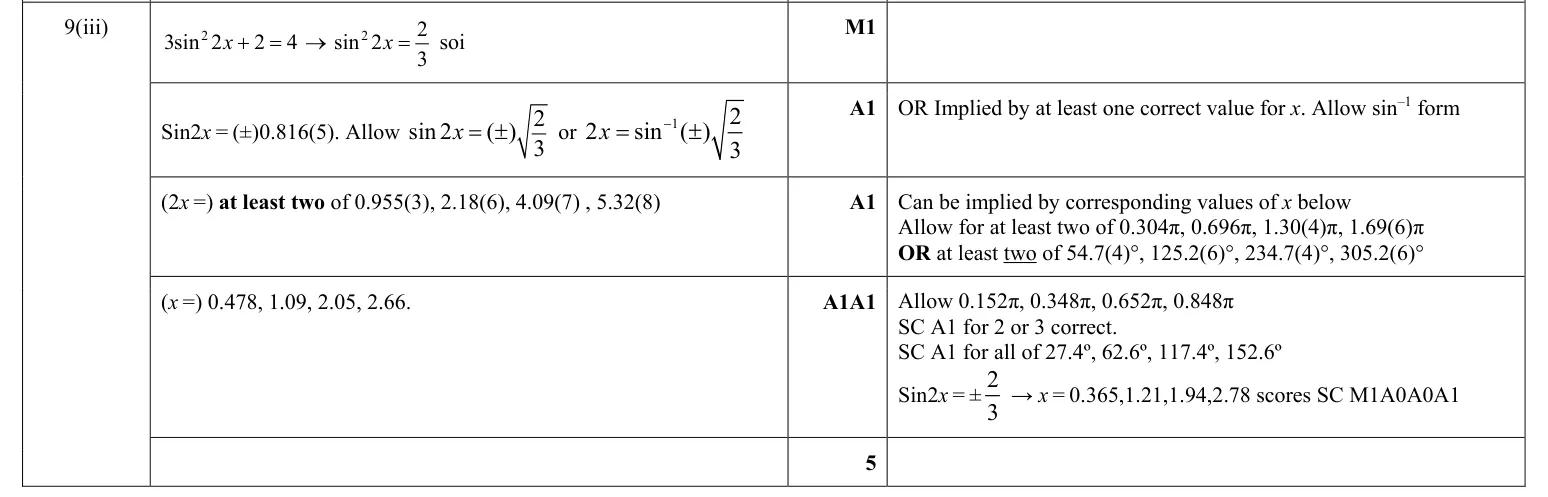 9(iii)
3sin² 2x + 2 = 4 → sin² 2x = 2/3 soi
M1
Sin2x = (±)0.816(5). Allow sin 2x = (±)√(2/3) or 2x = sin⁻¹(±)√(2/3)
A1
OR Implied by at least one correct value for x. Allow sin⁻¹ form
(2x =) at least two of 0.955(3), 2.18(6), 4.09(7) , 5.32(8)
A1
Can be implied by corresponding values of x below
Allow for at least two of 0.304π, 0.696π, 1.30(4)π, 1.69(6)π
OR at least two of 54.7(4)°, 125.2(6)°, 234.7(4)°, 305.2(6)°
(x =) 0.478, 1.09, 2.05, 2.66.
A1A1
Allow 0.152π, 0.348π, 0.652π, 0.848π
SC A1 for 2 or 3 correct.
SC A1 for all of 27.4º, 62.6º, 117.4º, 152.6º
Sin2x = ± 2/3 → x = 0.365,1.21,1.94,2.78 scores SC M1A0A0A1
5